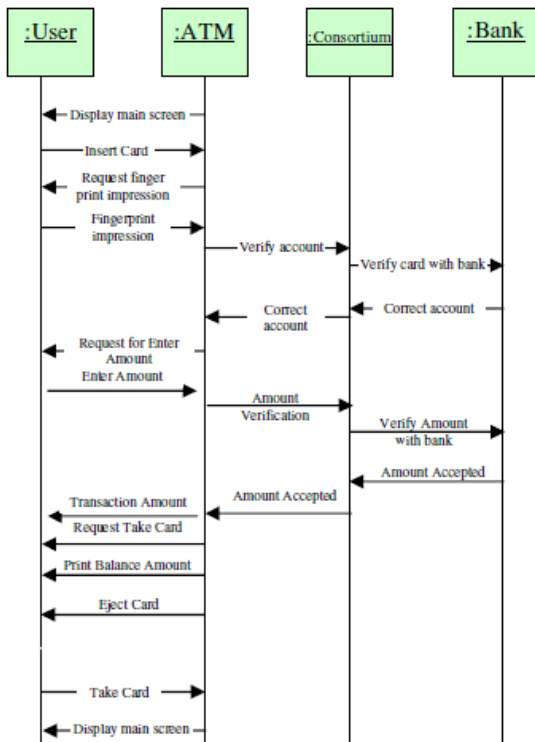 :User
:ATM
:Consortium
:Bank
Display main screen
Insert Card
Request finger
print impression
Fingerprint
impression
Verify account
Verify card with bank
Correct account
Correct
account
Request for Enter
Amount
Enter Amount
Amount
Verification
Verify Amount
with bank
Amount Accepted
Amount Accepted
Transaction Amount
Request Take Card
Print Balance Amount
Eject Card
Take Card
Display main screen